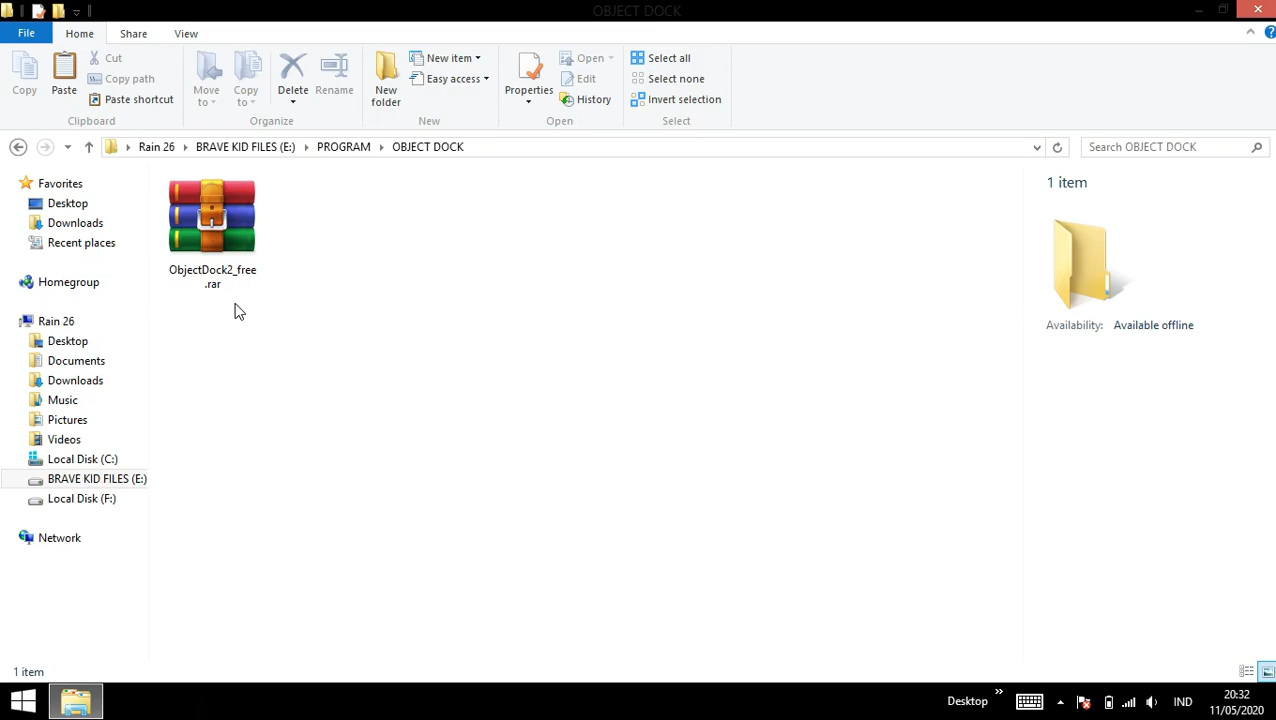 OBJECT DOCK
File Home Share View
Copy
Paste
Cut
Copy path
Paste shortcut
Clipboard
Move to
Copy to
Delete
Rename
Organize
New folder
New item
Easy access
New
Properties
Open
Edit
History
Open
Select all
Select none
Invert selection
Select
Rain 26 BRAVE KID FILES (E:) PROGRAM OBJECT DOCK
Search OBJECT DOCK
Favorites
Desktop
Downloads
Recent places
Homegroup
Rain 26
Desktop
Documents
Downloads
Music
Pictures
Videos
Local Disk (C:)
BRAVE KID FILES (E:)
Local Disk (F:)
Network
ObjectDock2_free
.rar
1 item
Availability: Available offline
1 item
Desktop
IND
20:32
11/05/2020